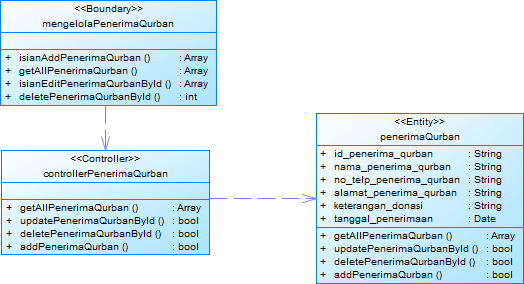 <<Boundary>>
mengelolaPenerimaQurban
+ isianAddPenerimaQurban () : Array
+ getAllPenerimaQurban () : Array
+ isianEditPenerimaQurbanById () : Array
+ deletePenerimaQurbanById () : int
<<Controller>>
controllerPenerimaQurban
+ getAllPenerimaQurban () : Array
+ updatePenerimaQurbanById () : bool
+ deletePenerimaQurbanById () : bool
+ addPenerimaQurban () : bool
<<Entity>>
penerimaQurban
+ id_penerima_qurban : String
+ nama_penerima_qurban : String
+ no_telp_penerima_qurban : String
+ alamat_penerima_qurban : String
+ keterangan_donasi : String
+ tanggal_penerimaan : Date
+ getAllPenerimaQurban () : Array
+ updatePenerimaQurbanById () : bool
+ deletePenerimaQurbanById () : bool
+ addPenerimaQurban () : bool